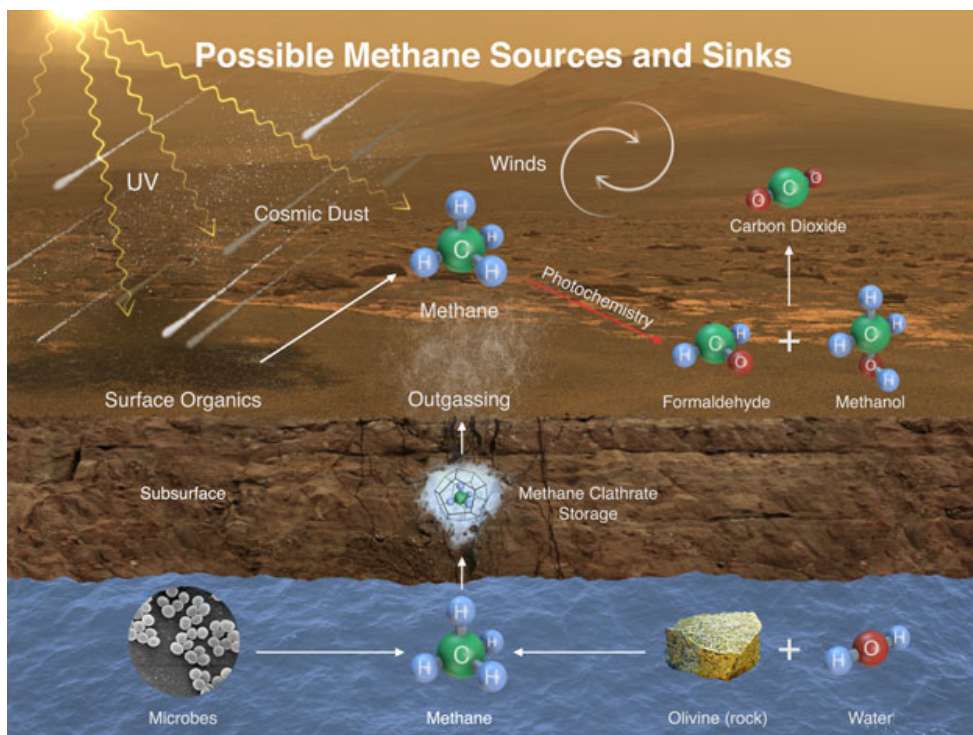 Possible Methane Sources and Sinks
UV
Cosmic Dust
Winds
H
C
H
H
H
Methane
O
C
O
Carbon Dioxide
Photochemistry
H
C
H
O
Formaldehyde
+
H
C
H
H
O
H
Methanol
Surface Organics
Outgassing
Subsurface
Methane Clathrate
Storage
Microbes
H
C
H
H
H
Methane
Olivine (rock)
+
H
O
H
Water